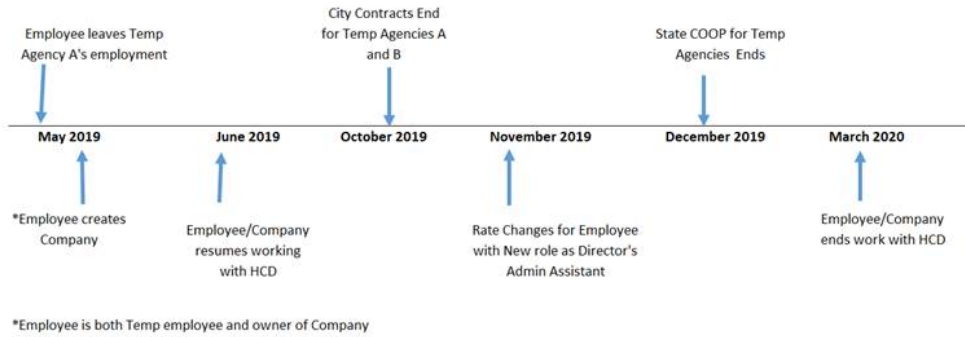 Employee leaves Temp
Agency A's employment
City Contracts End
for Temp Agencies A
and B
State COOP for Temp
Agencies Ends
May 2019
June 2019
October 2019
November 2019
December 2019
March 2020
*Employee creates
Company
Employee/Company
resumes working
with HCD
Rate Changes for Employee
with New role as Director's
Admin Assistant
Employee/Company
ends work with HCD
*Employee is both Temp employee and owner of Company